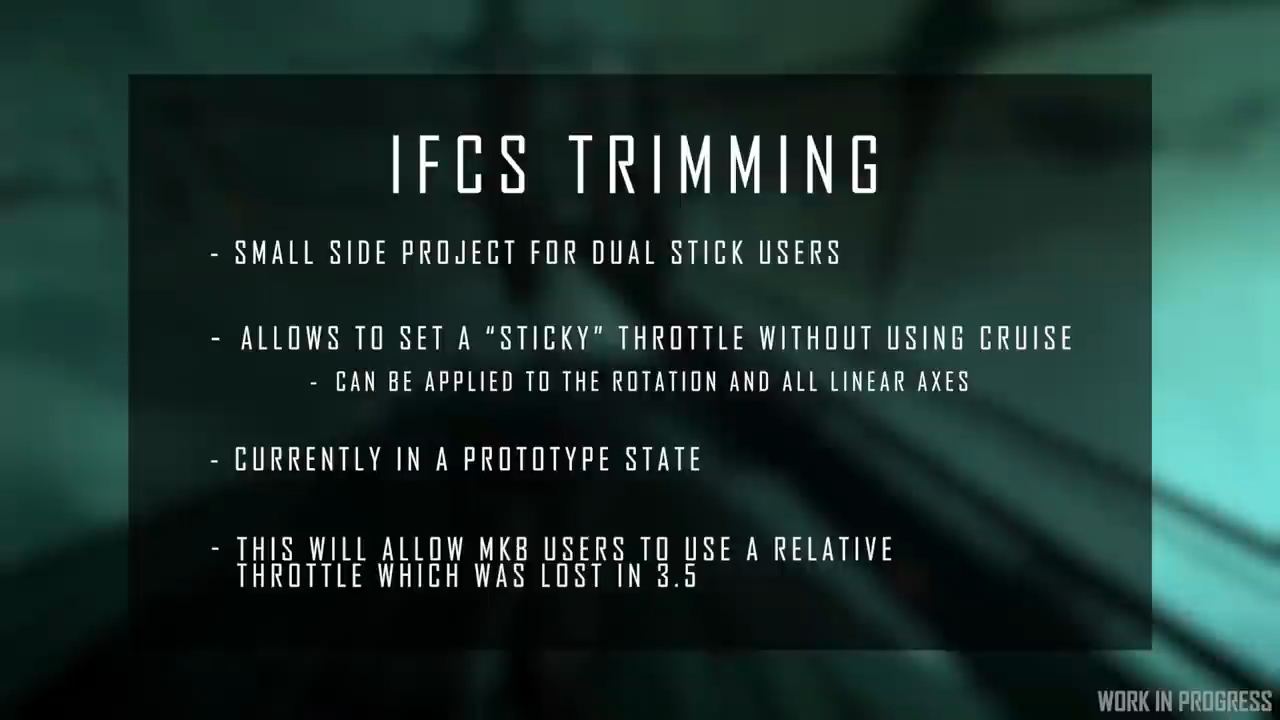 IFCS TRIMMING
- SMALL SIDE PROJECT FOR DUAL STICK USERS
- ALLOWS TO SET A “STICKY” THROTTLE WITHOUT USING CRUISE
- CAN BE APPLIED TO THE ROTATION AND ALL LINEAR AXES
- CURRENTLY IN A PROTOTYPE STATE
- THIS WILL ALLOW MKB USERS TO USE A RELATIVE
THROTTLE WHICH WAS LOST IN 3.5
WORK IN PROGRESS